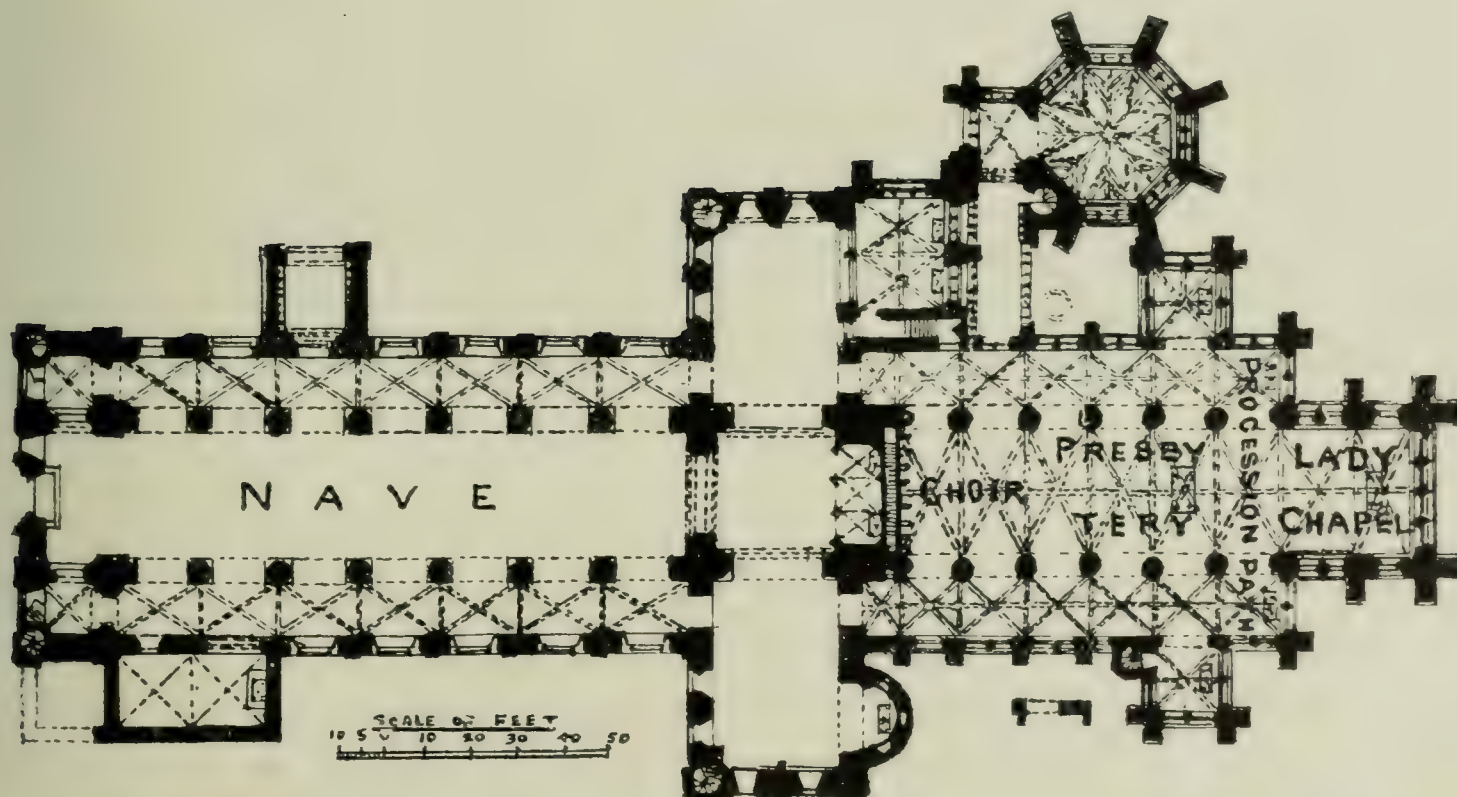 NAVE
CHOIR
PRESBY
TERY
PROCESSION PATH
LADY
CHAPEL
SCALE OF FEET
10 5 0 10 20 30 40 50